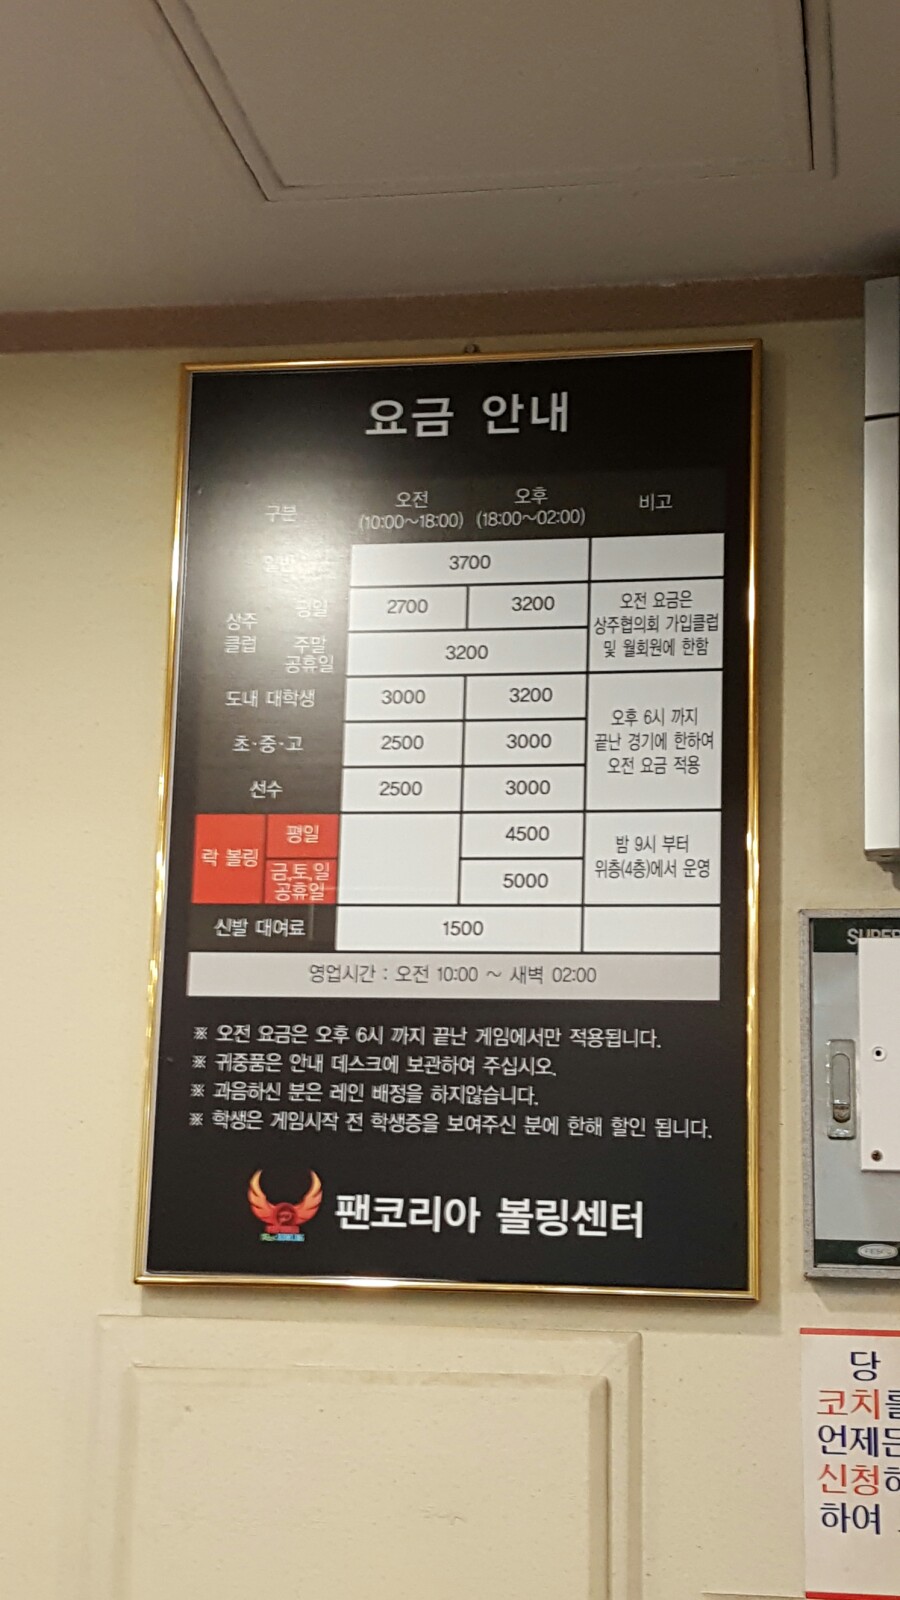 요금 안내
구분 오전 오후 비고
(10:00~18:00) (18:00~02:00)
일반 3700
상주 클럽 평일 2700 3200 오전 요금은
상주협의회 가입클럽
및 월회원에 한함
주말 공휴일 3200
도내 대학생 3000 3200 오후 6시 까지
끝난 경기에 한하여
오전 요금 적용
초·중·고 2500 3000
선수 2500 3000
락 볼링 평일 4500 밤 9시 부터
위층(4층)에서 운영
금,토,일 공휴일 5000
신발 대여료 1500
영업시간 : 오전 10:00 ~ 새벽 02:00
※ 오전 요금은 오후 6시 까지 끝난 게임에서만 적용됩니다.
※ 귀중품은 안내 데스크에 보관하여 주십시오.
※ 과음하신 분은 레인 배정을 하지않습니다.
※ 학생은 게임시작 전 학생증을 보여주신 분에 한해 할인 됩니다.
팬코리아 볼링센터
SUPER
당
코치를
언제든
신청하
하여